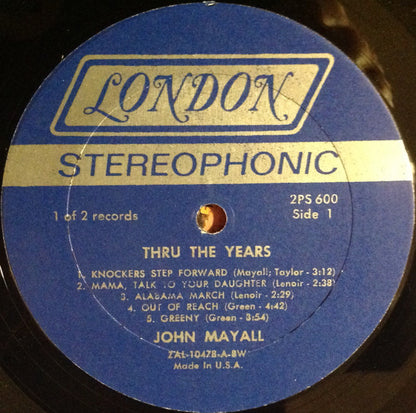 LONDON
STEREOPHONIC
1 of 2 records
2PS 600
Side 1
THRU THE YEARS
1. KNOCKERS STEP FORWARD (Mayall; Taylor - 3:12)
2. MAMA, TALK TO YOUR DAUGHTER (Lenoir - 2:38)
3. ALABAMA MARCH (Lenoir - 2:29)
4. OUT OF REACH (Green - 4:42)
5. GREENY (Green - 3:54)
JOHN MAYALL
ZAL-10478-A-BW
Made in U.S.A.